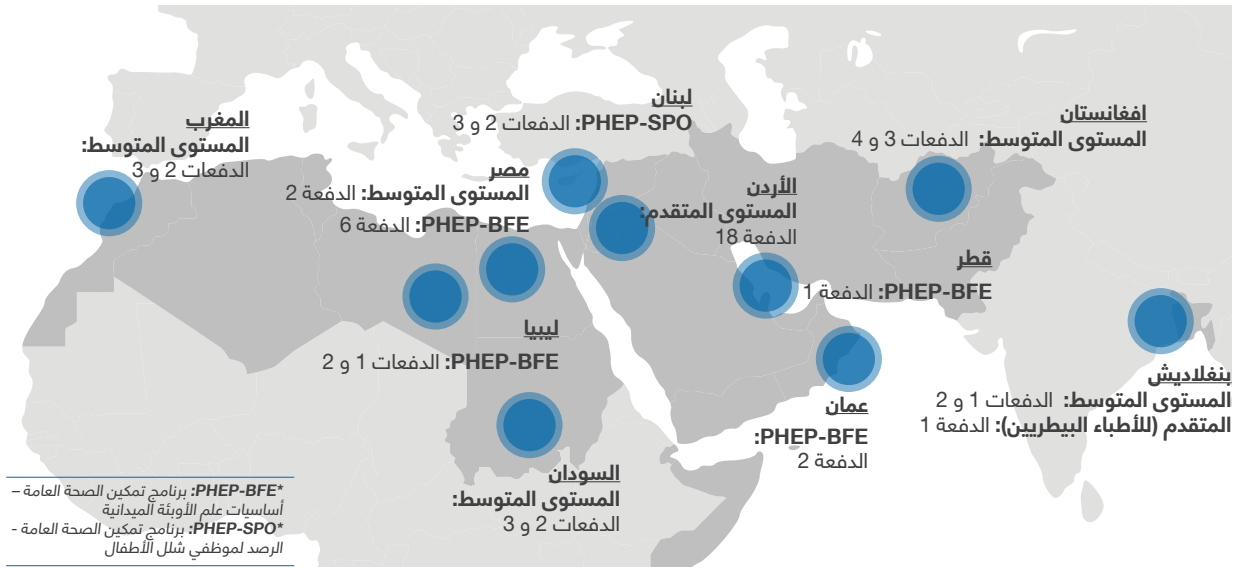 المغرب
المستوى المتوسط:
الدفعات 2 و 3
لبنان
PHEP-SPO: الدفعات 2 و 3
مصر
المستوى المتوسط: الدفعة 2
PHEP-BFE: الدفعة 6
الأردن
المستوى المتقدم:
الدفعة 18
افغانستان
المستوى المتوسط: الدفعات 3 و 4
قطر
PHEP-BFE: الدفعة 1
ليبيا
PHEP-BFE: الدفعات 1 و 2
عمان
PHEP-BFE:
الدفعة 2
بنغلاديش
المستوى المتوسط: الدفعات 1 و 2
المتقدم (للأطباء البيطريين): الدفعة 1
السودان
المستوى المتوسط:
الدفعات 2 و 3
*PHEP-BFE: برنامج تمكين الصحة العامة –
أساسيات علم الأوبئة الميدانية
*PHEP-SPO: برنامج تمكين الصحة العامة -
الرصد لموظفي شلل الأطفال